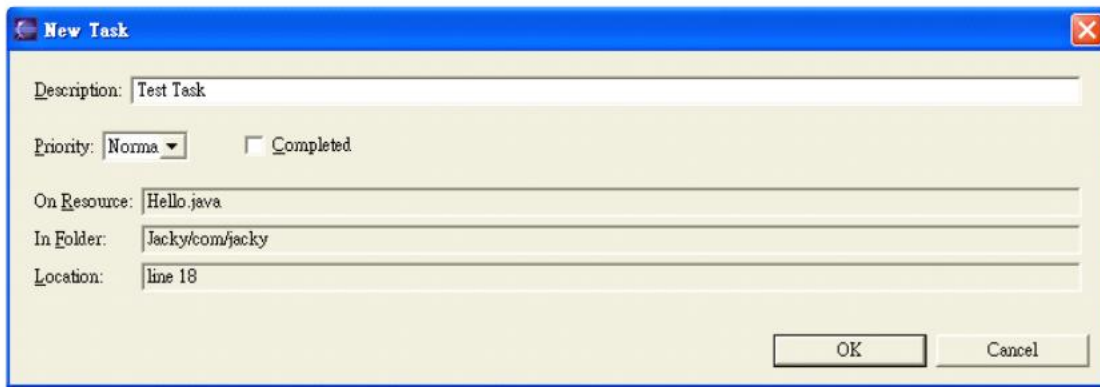 New Task
Description: Test Task
Priority: Norma Completed
On Resource: Hello.java
In Folder: Jacky/com/jacky
Location: line 18
OK Cancel